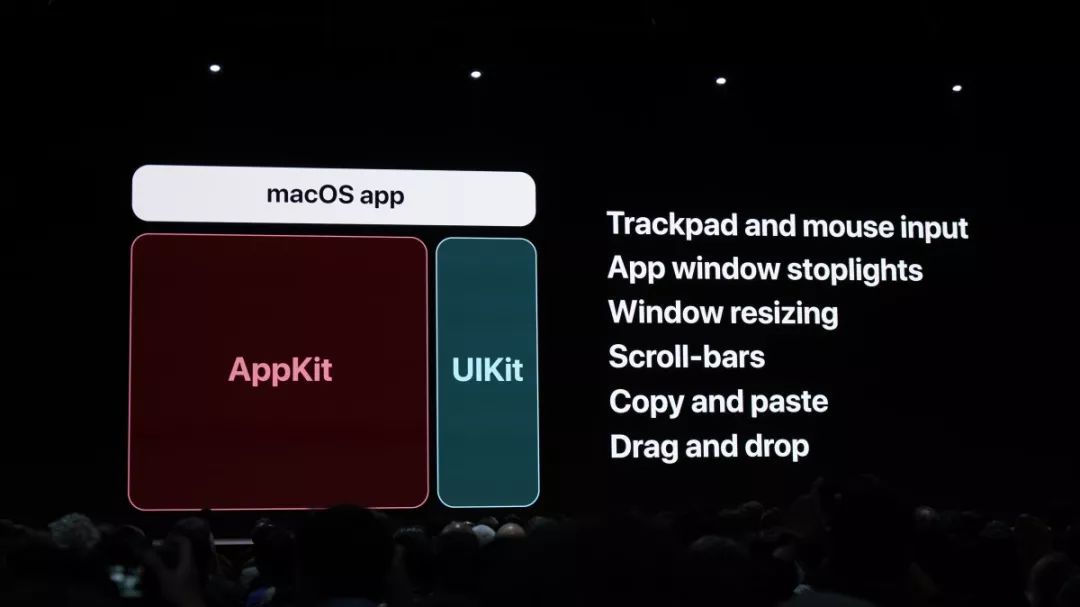 macOS app
AppKit
UIKit
Trackpad and mouse input
App window stoplights
Window resizing
Scroll-bars
Copy and paste
Drag and drop